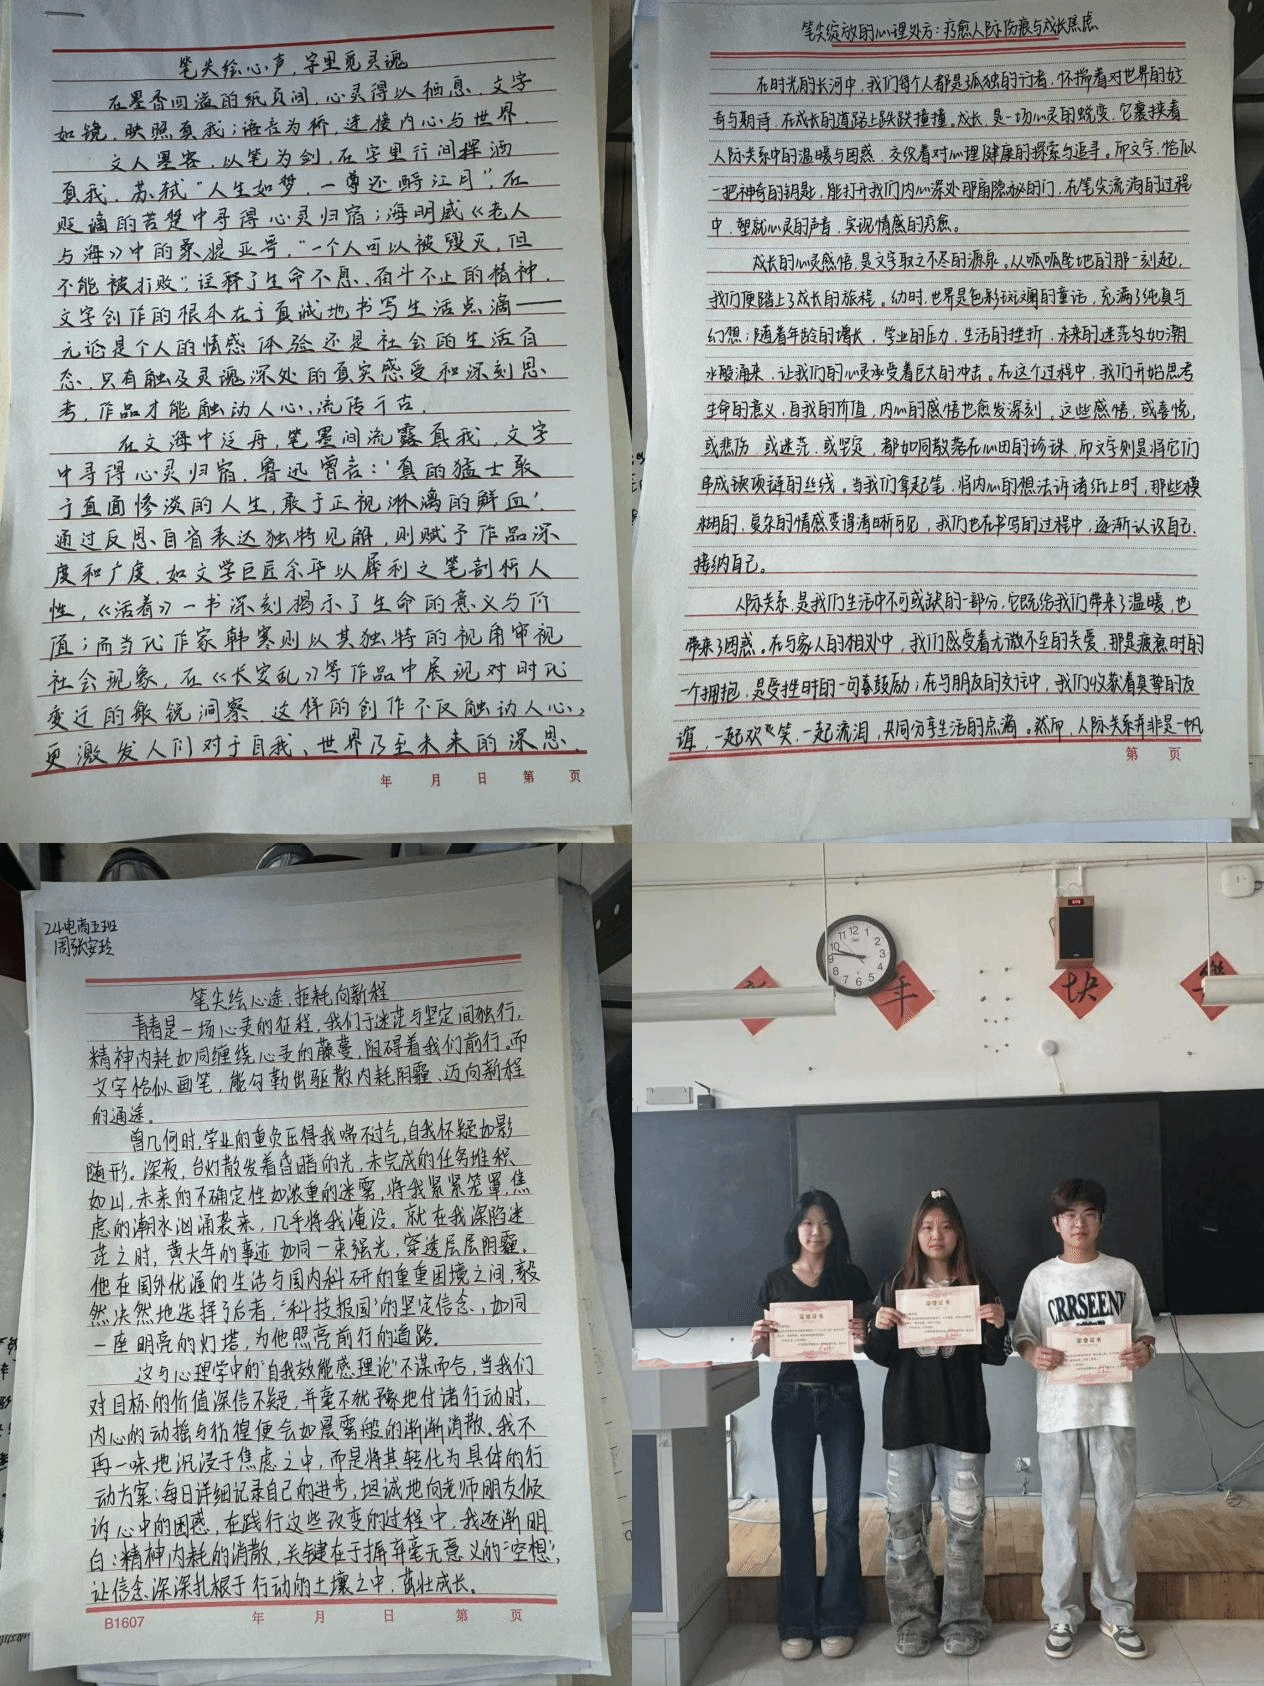 笔尖绘心声,字里觅灵魂
在墨香四溢的纸页间,心灵得以栖息,文字
如镜,映照真我;语言为桥,连接内心与世界.
文人墨客,以笔为剑,在字里行间挥洒
真我.苏轼"人生如梦,一尊还酹江月",在
贬谪的苦楚中寻得心灵归宿;海明威《老人
与海》中的桑提亚哥,"一个人可以被毁灭,但
不能被打败",诠释了生命不息、奋斗不止的精神.
文字创作的根本在于真诚地书写生活点滴——
无论是个人的情感体验还是社会的生活百
态,只有触及灵魂深处的真实感受和深刻思
考,作品才能触动人心、流传千古.
在文海中泛舟,笔墨间流露真我,文字
中寻得心灵归宿.鲁迅曾言:'真的猛士敢
于直面惨淡的人生,敢于正视淋漓的鲜血'.
通过反思自省表达独特见解,则赋予作品深
度和广度,如文学巨匠余华以犀利之笔剖析人
性,《活着》一书深刻揭示了生命的意义与价
值;而当代作家韩寒则以其独特的视角审视
社会现象,在《长安乱》等作品中展现对时代
变迁的敏锐洞察.这样的创作不仅触动人心,
更激发人们对于自我、世界乃至未来的深思.
年 月 日 第 页
笔尖绽放的心理处方:疗愈人际伤痕与成长焦虑
在时光的长河中,我们每个人都是孤独的行者,怀揣着对世界的好
奇与期待,在成长的道路上跌跌撞撞。成长,是一场心灵的蜕变,它裹挟着
人际关系中的温暖与困惑,交织着对心理健康的探索与追寻。而文字,恰似
一把神奇的钥匙,能打开我们内心深处那扇隐秘的门,在笔尖流淌的过程
中,塑就心灵的声音,实现情感的疗愈。
成长的心灵感悟,是文字取之不尽的源泉。从呱呱坠地的那一刻起,
我们便踏上了成长的旅程。幼时,世界是色彩斑斓的童话,充满了纯真与
幻想;随着年龄的增长,学业的压力、生活的挫折、未来的迷茫匆如潮
水般涌来,让我们的心灵承受着巨大的冲击。在这个过程中,我们开始思考
生命的意义,自我的价值,内心的感悟也愈发深刻,这些感悟,或喜悦,
或悲伤,或迷茫,或坚定,都如同散落在心田的珍珠,而文字则是将它们
串成项链的丝线。当我们拿起笔,将内心的想法诉诸纸上时,那些模
糊的、复杂的情感变得清晰可见,我们也在书写的过程中,逐渐认识自己,
接纳自己。
人际关系,是我们生活中不可或缺的一部分,它既给我们带来了温暖,也
带来了困惑。在与家人的相处中,我们感受着无微不至的关爱,那是疲惫时的
一个拥抱,是受挫时的一句鼓励;在与朋友的交谈中,我们收获着真挚的友
谊,一起欢笑,一起流泪,共同分享生活的点滴。然而,人际关系并非是一帆
第 页
24电商五班
周张安玲
笔尖绘心途,拒耗向新程
青春是一场心灵的征程,我们于迷茫与坚定间独行,
精神内耗如同缠绕心灵的藤蔓,阻碍着我们前行。而
文字恰似画笔,能勾勒出驱散内耗阴霾、迈向新程
的通途。
曾几何时,学业的重负压得我喘不过气,自我怀疑如影
随形。深夜,台灯散发着昏暗的光,未完成的任务堆积
如山,未来的不确定性如浓重的迷雾,将我紧紧笼罩,焦
虑的潮水汹涌袭来,几乎将我淹没。就在我深陷迷
茫之时,黄大年的事迹如同一束强光,穿透层层阴霾。
他在国外优渥的生活与国内科研的重重困境之间,毅
然决然地选择了后者,"科技报国"的坚定信念,如同
一座明亮的灯塔,为他照亮前行的道路。
这与心理学中的"自我效能感理论"不谋而合,当我们
对目标的价值深信不疑,并毫不犹豫地付诸行动时,
内心的动摇与彷徨便会如晨雾般的渐渐消散。我不
再一味地沉浸于焦虑之中,而是将其转化为具体的行
动方案:每日详细记录自己的进步,坦诚地向老师朋友倾
诉心中的困惑,在践行这些改变的过程中,我逐渐明
白:精神内耗的消散,关键在于摒弃毫无意义的"空想",
让信念深深扎根于行动的土壤之中,茁壮成长。
B1607 年 月 日 第 页
年 快
荣誉证书
荣誉证书
荣誉证书
CRRSEENY